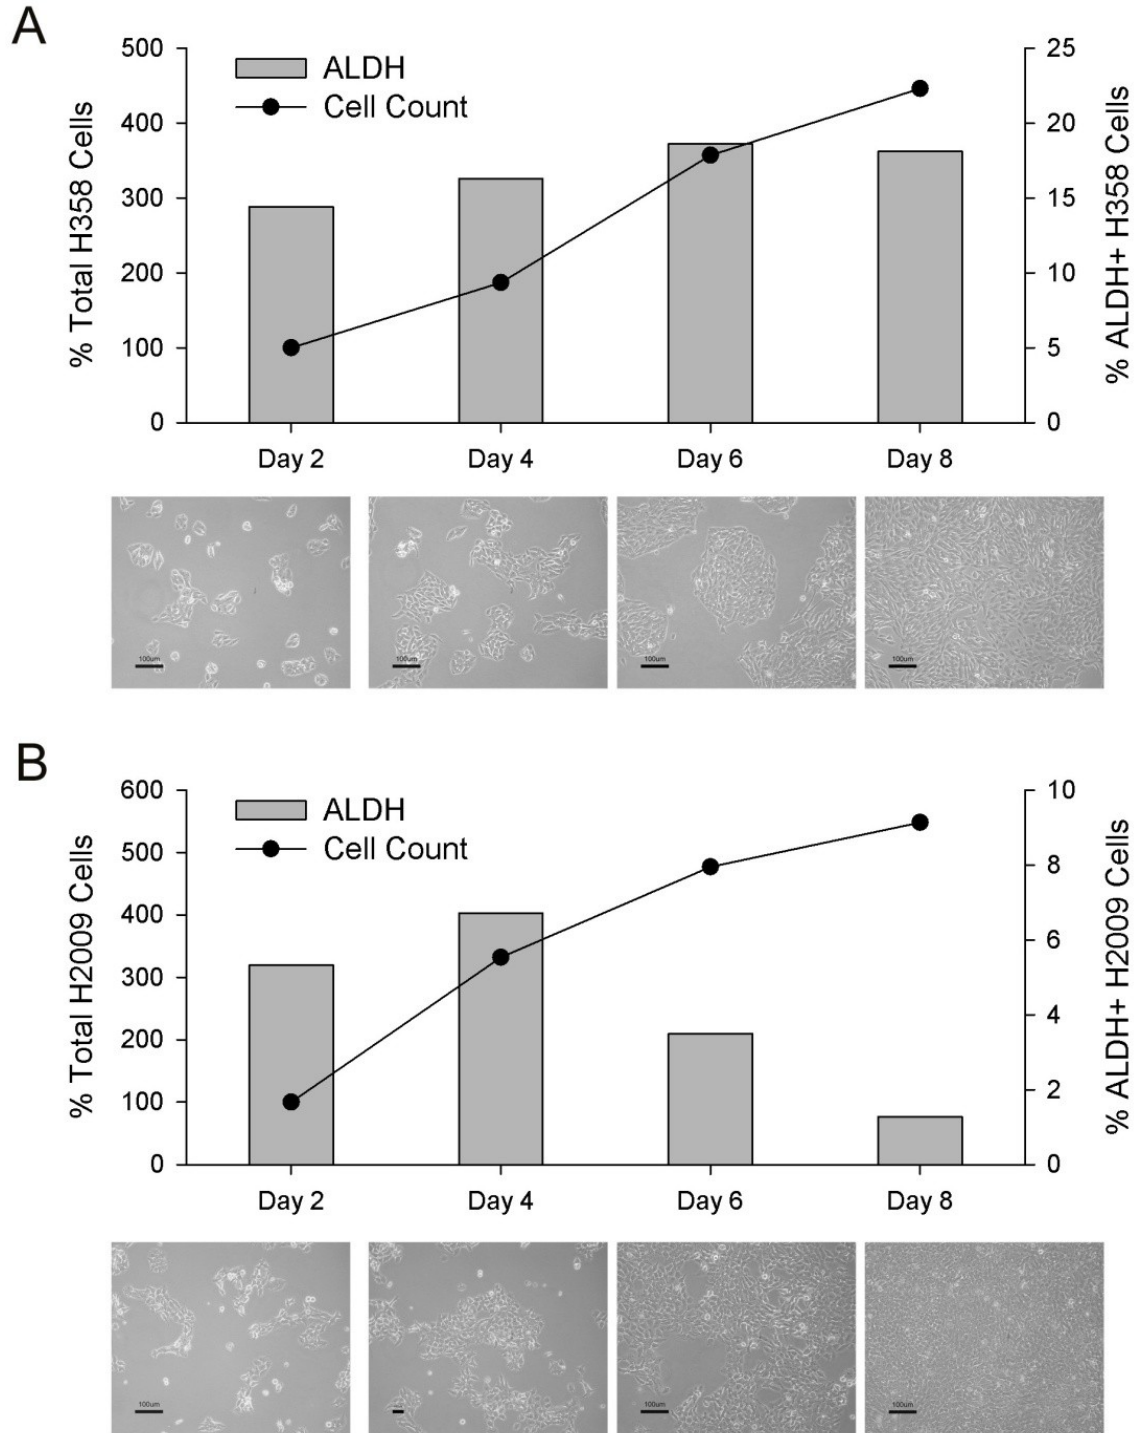 A
500
400
300
200
100
0
% Total H358 Cells
ALDH
Cell Count
25
20
15
10
5
0
% ALDH+ H358 Cells
Day 2 Day 4 Day 6 Day 8
100um 100um 100um 100um
B
600
500
400
300
200
100
0
% Total H2009 Cells
ALDH
Cell Count
10
8
6
4
2
0
% ALDH+ H2009 Cells
Day 2 Day 4 Day 6 Day 8
100um 100um 100um